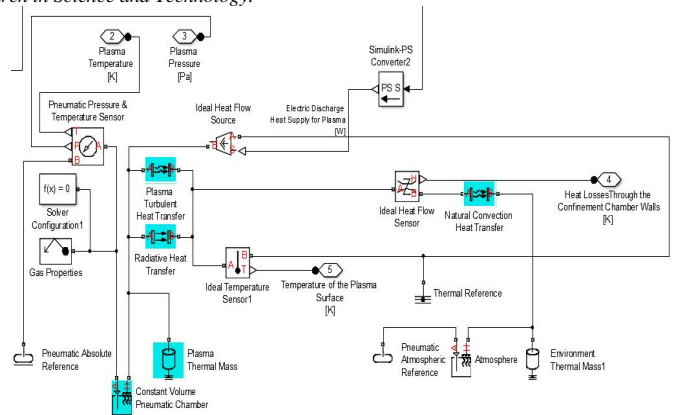 rch in Science and Technology.
2
Plasma
Temperature
[K]
3
Plasma
Pressure
[Pa]
Simulink-PS
Converter2
PS S
Pneumatic Pressure &
Temperature Sensor
T
P
A
B
Ideal Heat Flow
Source
B
A
S
Electric Discharge
Heat Supply for Plasma
[W]
f(x) = 0
Solver
Configuration1
Gas Properties
A
B
Plasma
Turbulent
Heat Transfer
A
B
Radiative Heat
Transfer
A
B
T
Ideal Temperature
Sensor1
5
Temperature of the Plasma
Surface
[K]
A
H
B
Ideal Heat Flow
Sensor
A
B
Natural Convection
Heat Transfer
4
Heat LossesThrough the
Confinement Chamber Walls
[K]
Thermal Reference
Pneumatic Absolute
Reference
Plasma
Thermal Mass
A
H
Constant Volume
Pneumatic Chamber
Pneumatic
Atmospheric
Reference
A
H
Atmosphere
Environment
Thermal Mass1